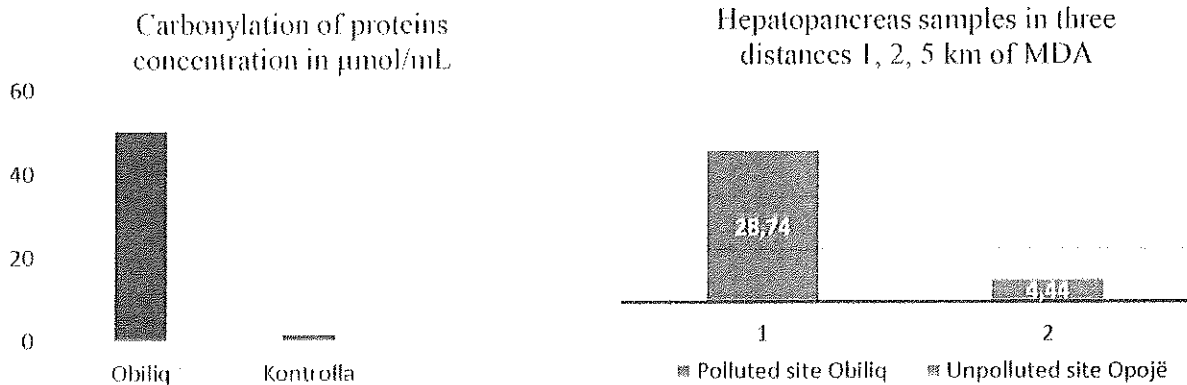 Carbonylation of proteins
concentration in µmol/mL
60
40
20
0
Obiliq
Kontrolla
Hepatopancreas samples in three
distances 1, 2, 5 km of MDA
28,74
4,44
1
2
Polluted site Obiliq
Unpolluted site Opojë